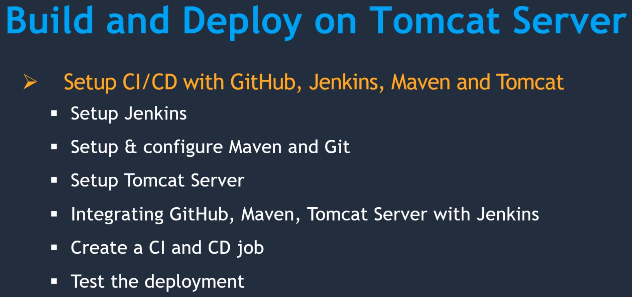 Build and Deploy on Tomcat Server
➢ Setup CI/CD with GitHub, Jenkins, Maven and Tomcat
▪ Setup Jenkins
▪ Setup & configure Maven and Git
▪ Setup Tomcat Server
▪ Integrating GitHub, Maven, Tomcat Server with Jenkins
▪ Create a CI and CD job
▪ Test the deployment